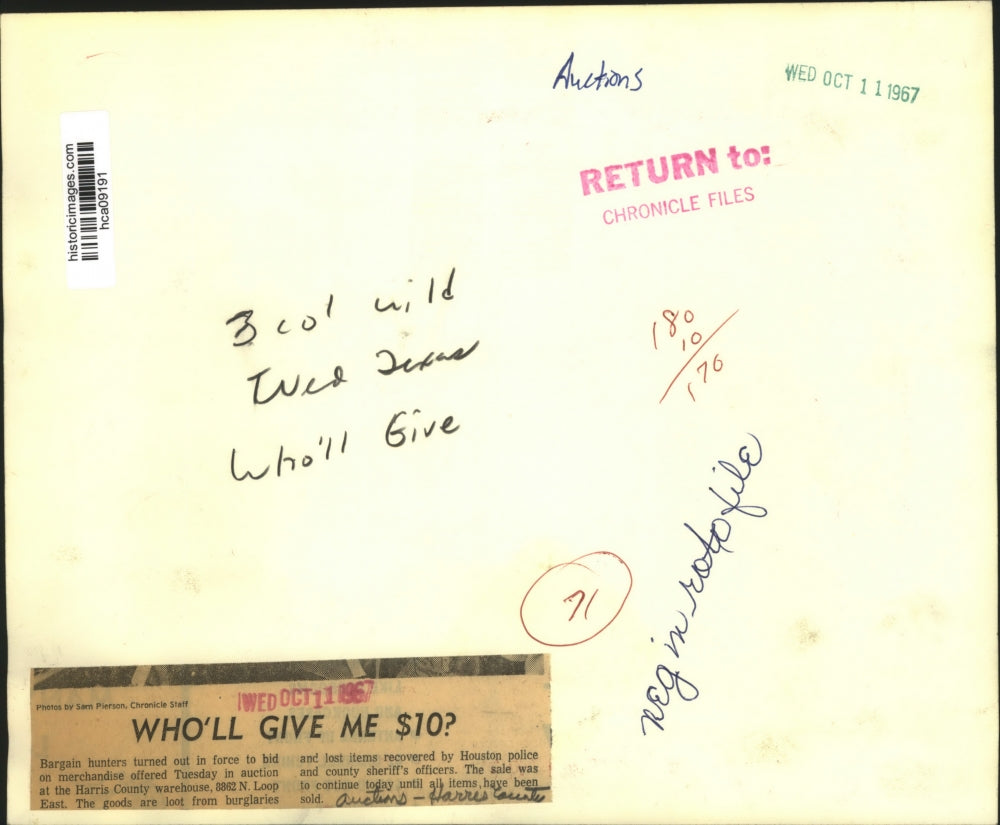 Auctions
WED OCT 11 1967
RETURN to:
CHRONICLE FILES
historicimages.com
hca09191
3 col wild
Wed Texas
Who'll Give
180
10
170
neg in roto file
71
Photos by Sam Pierson, Chronicle Staff
WED OCT 11 1967
WHO'LL GIVE ME $10?
Bargain hunters turned out in force to bid
on merchandise offered Tuesday in auction
at the Harris County warehouse, 8862 N. Loop
East. The goods are loot from burglaries
and lost items recovered by Houston police
and county sheriff's officers. The sale was
to continue today until all items have been
sold. Auctions - Harris County